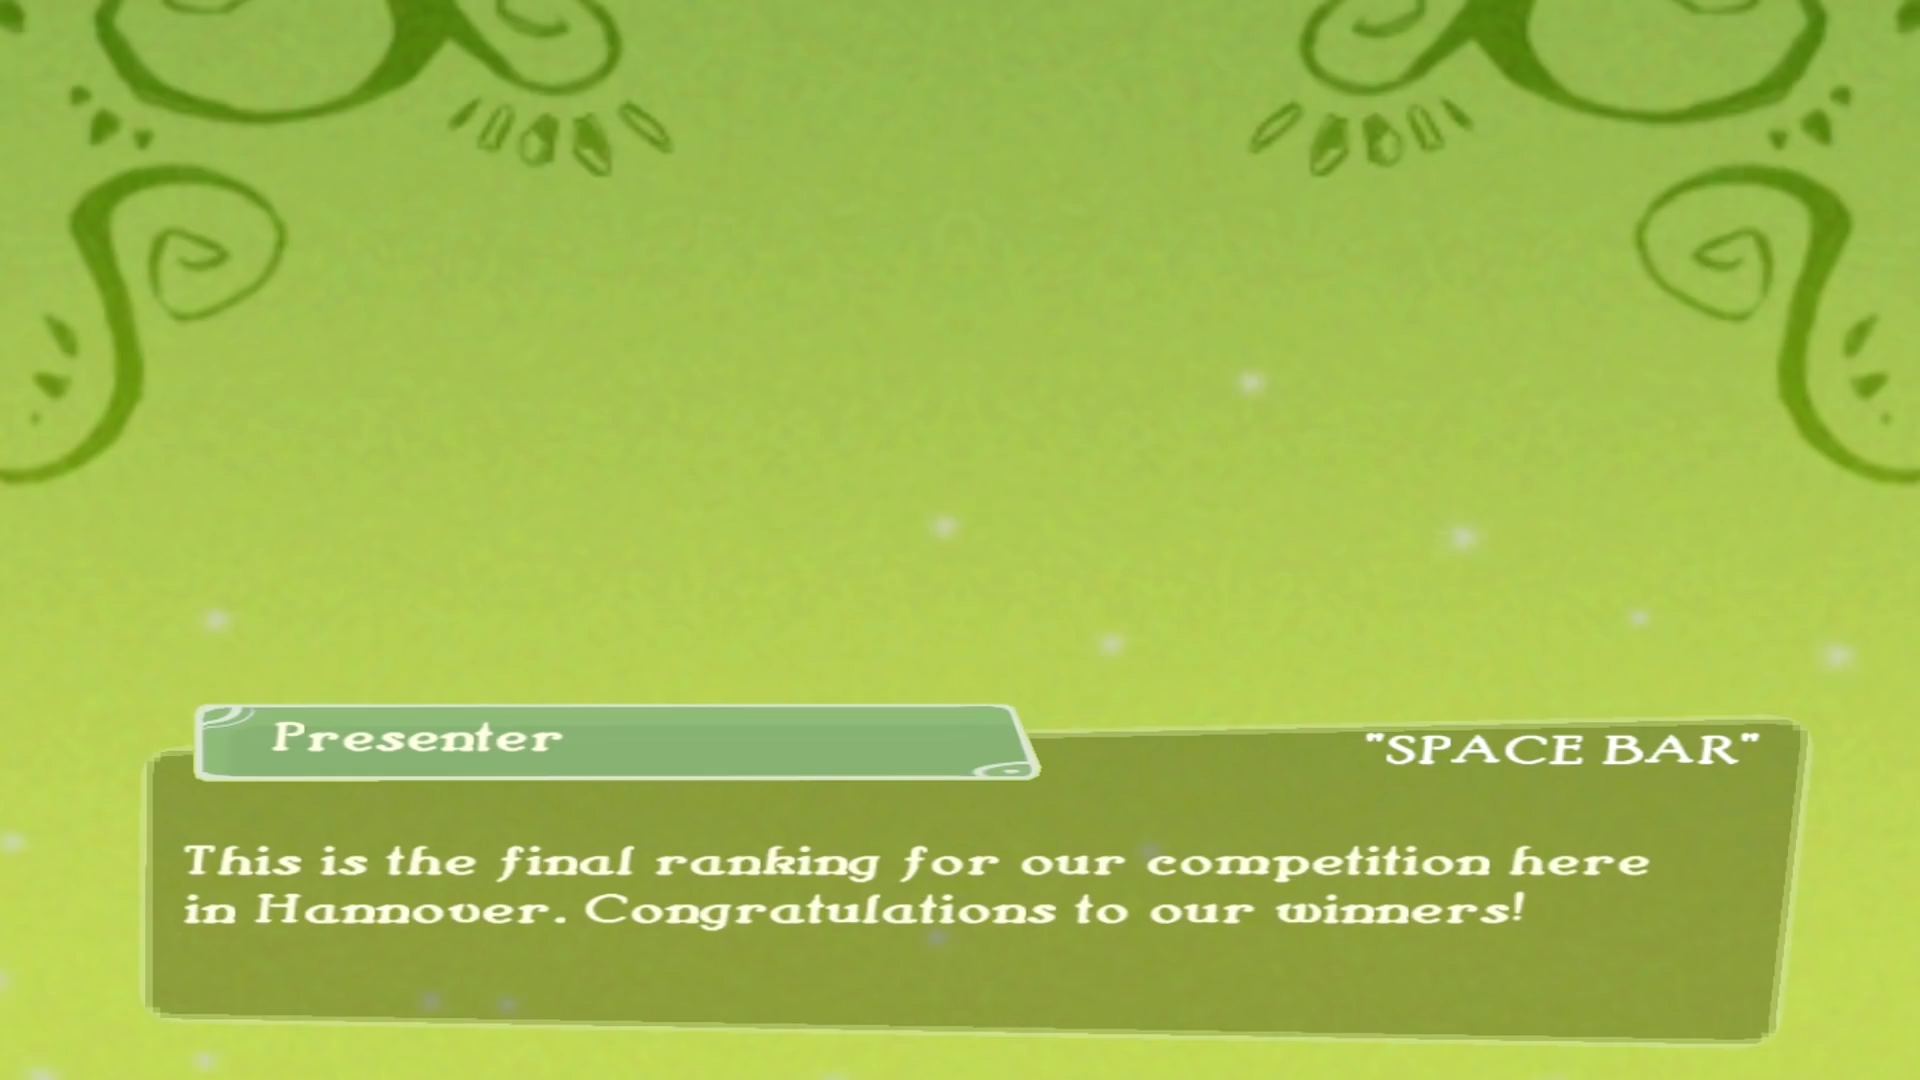 Presenter
"SPACE BAR"
This is the final ranking for our competition here
in Hannover. Congratulations to our winners!